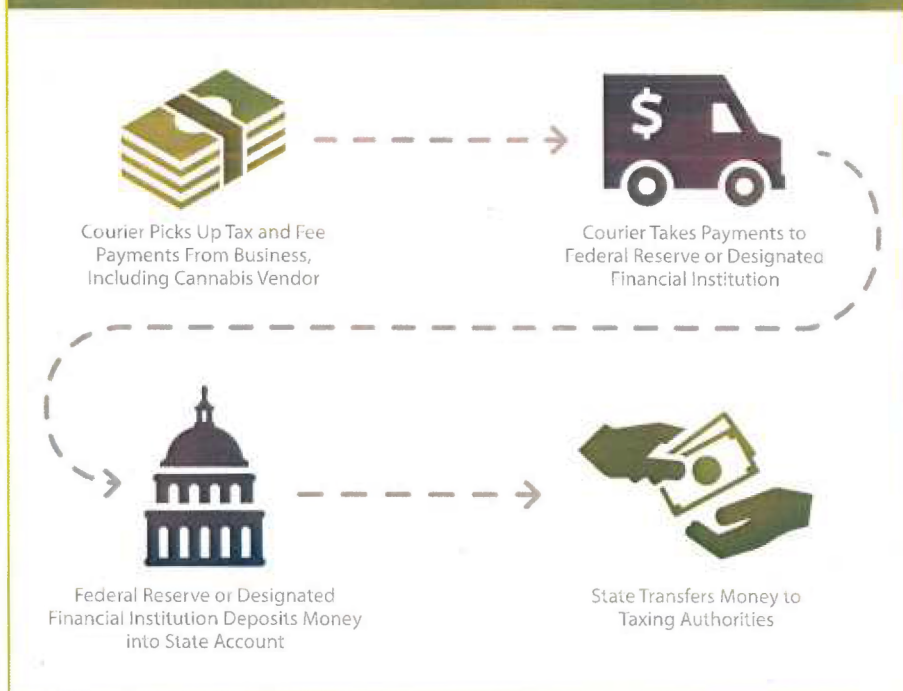 $
Courier Picks Up Tax and Fee
Payments From Business,
Including Cannabis Vendor
Courier Takes Payments to
Federal Reserve or Designated
Financial Institution
Federal Reserve or Designated
Financial Institution Deposits Money
into State Account
State Transfers Money to
Taxing Authorities